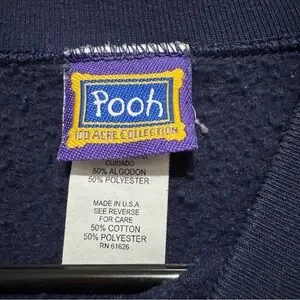 Pooh
100 ACRE COLLECTION
CUIDADO
50% ALGODON
50% POLYESTER
MADE IN U.S.A
SEE REVERSE
FOR CARE
50% COTTON
50% POLYESTER
RN 61626